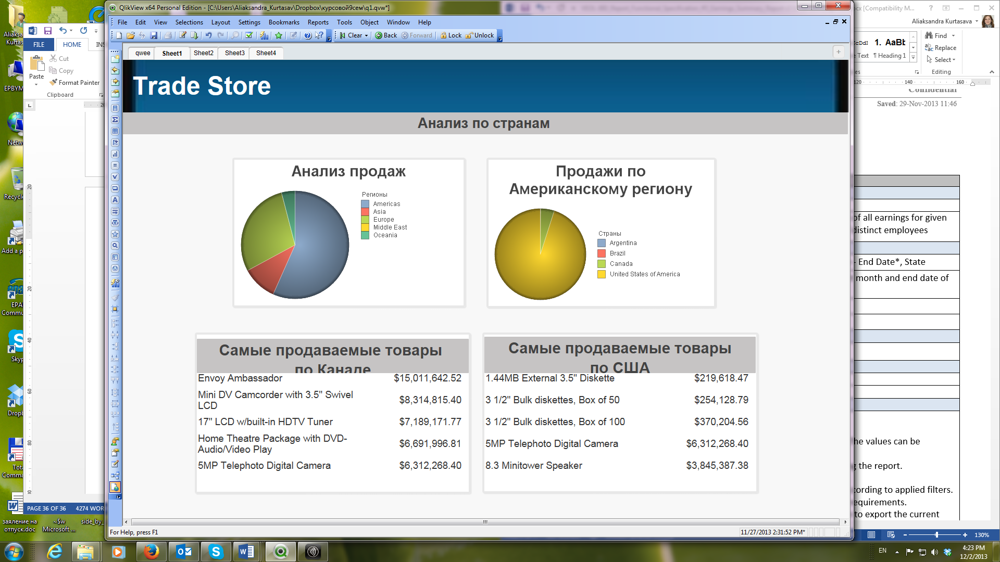 QlikView x64 Personal Edition - [C:\Users\Aliaksandra_Kurtasav\Dropbox\курсовой9сем\q1.qvw*]
File Edit View Selections Layout Settings Bookmarks Reports Tools Object Window Help
Clear Back Forward Lock Unlock
qwee Sheet1 Sheet2 Sheet3 Sheet4
Trade Store
Анализ по странам
Анализ продаж
Регионы
Americas
Asia
Europe
Middle East
Oceania
Продажи по
Американскому региону
Страны
Argentina
Brazil
Canada
United States of America
Самые продаваемые товары
по Канаде
Envoy Ambassador $15,011,642.52
Mini DV Camcorder with 3.5" Swivel
LCD $8,314,815.40
17" LCD w/built-in HDTV Tuner $7,189,171.77
Home Theatre Package with DVD-
Audio/Video Play $6,691,996.81
5MP Telephoto Digital Camera $6,312,268.40
Самые продаваемые товары
по США
1.44MB External 3.5" Diskette $219,618.47
3 1/2" Bulk diskettes, Box of 50 $254,128.79
3 1/2" Bulk diskettes, Box of 100 $370,204.56
5MP Telephoto Digital Camera $6,312,268.40
8.3 Minitower Speaker $3,845,387.38
For Help, press F1
11/27/2013 2:31:52 PM*
FILE HOME INS
Paste
Cut
Copy
Format Painter
Clipboard
PAGE 36 OF 36 4274 WOR
[Compatibility M...
Aliaksandra Kurtasava
1. AaBb
Text ¶ Heading 1
Find
Replace
Select
Editing
120 140 160
Confidential
Saved: 29-Nov-2013 11:46
of all earnings for given
distinct employees
End Date*, State
month and end date of
he values can be
the report.
cording to applied filters.
equirements.
to export the current
130%
Aliaks
Kurta
EPBYM
Netw
Recycle
Add a p
EPA
Commu
Skyp
Dropb
Tota
Comma
заяление на
отпуск.doc
~$w
Microsoft ...
side_by_
EN
4:23 PM
12/2/2013